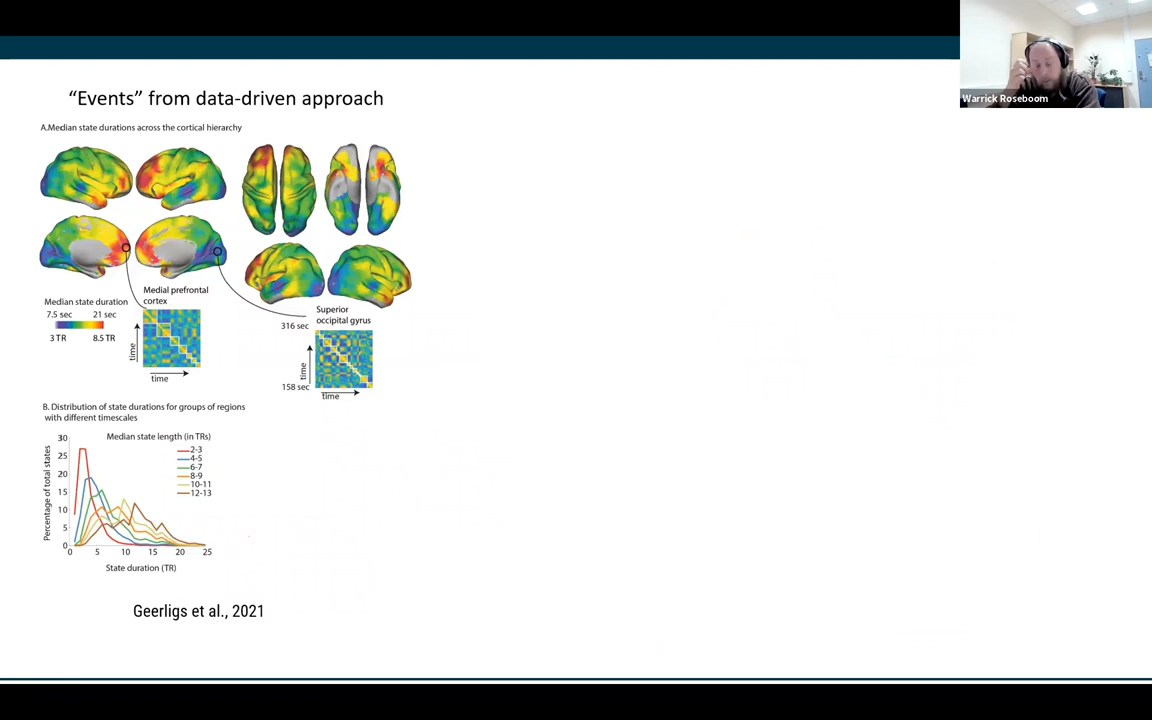 Warrick Roseboom
“Events” from data-driven approach
A.Median state durations across the cortical hierarchy
Median state duration
7.5 sec 21 sec
3 TR 8.5 TR
Medial prefrontal
cortex
time
time
Superior
occipital gyrus
316 sec
time
158 sec
time
B. Distribution of state durations for groups of regions
with different timescales
Median state length (in TRs)
2-3
4-5
6-7
8-9
10-11
12-13
Percentage of total states
30
25
20
15
10
5
0
0 5 10 15 20 25
State duration (TR)
Geerligs et al., 2021